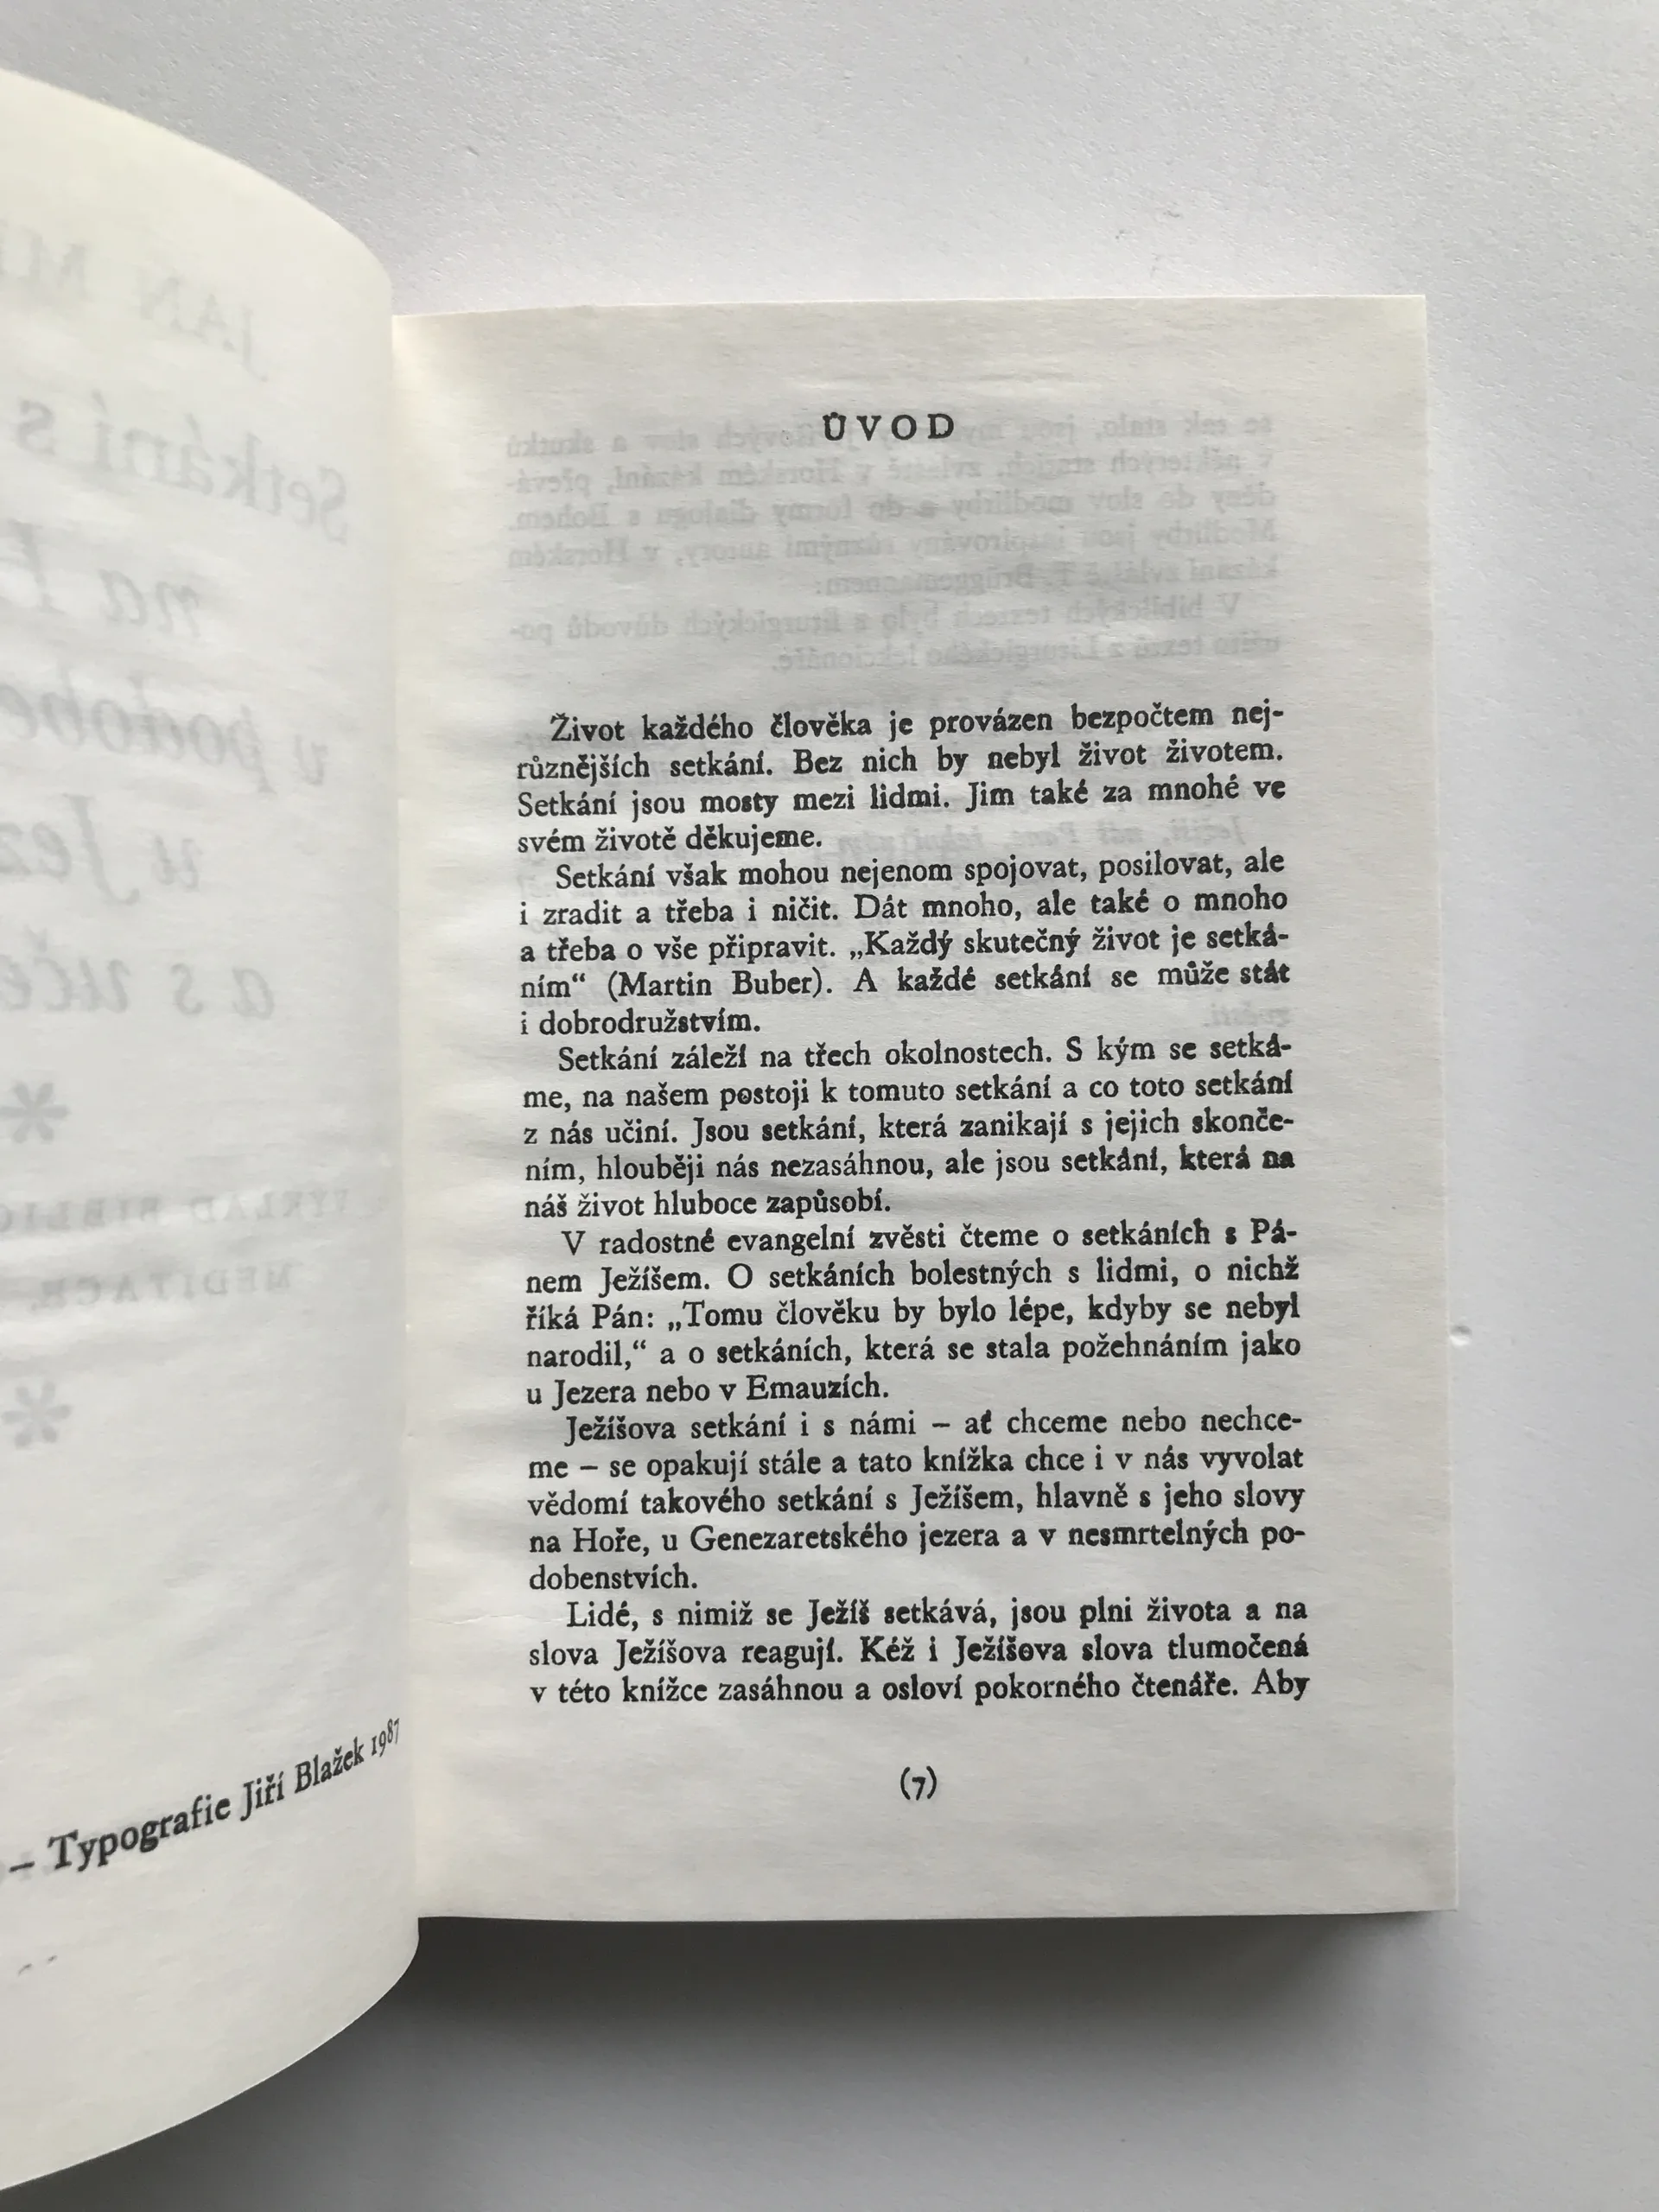 – Typografie Jiří Blažek 1987
ÚVOD
Život každého člověka je provázen bezpočtem nej-
různějších setkání. Bez nich by nebyl život životem.
Setkání jsou mosty mezi lidmi. Jim také za mnohé ve
svém životě děkujeme.
Setkání však mohou nejenom spojovat, posilovat, ale
i zradit a třeba i ničit. Dát mnoho, ale také o mnoho
a třeba o vše připravit. „Každý skutečný život je setká-
ním“ (Martin Buber). A každé setkání se může stát
i dobrodružstvím.
Setkání záleží na třech okolnostech. S kým se setká-
me, na našem postoji k tomuto setkání a co toto setkání
z nás učiní. Jsou setkání, která zanikají s jejich skonče-
ním, hlouběji nás nezasáhnou, ale jsou setkání, která na
náš život hluboce zapůsobí.
V radostné evangelní zvěsti čteme o setkáních s Pá-
nem Ježíšem. O setkáních bolestných s lidmi, o nichž
říká Pán: „Tomu člověku by bylo lépe, kdyby se nebyl
narodil,“ a o setkáních, která se stala požehnáním jako
u Jezera nebo v Emauzích.
Ježíšova setkání i s námi – ať chceme nebo nechce-
me – se opakují stále a tato knížka chce i v nás vyvolat
vědomí takového setkání s Ježíšem, hlavně s jeho slovy
na Hoře, u Genezaretského jezera a v nesmrtelných po-
dobenstvích.
Lidé, s nimiž se Ježíš setkává, jsou plni života a na
slova Ježíšova reagují. Kéž i Ježíšova slova tlumočená
v této knížce zasáhnou a osloví pokorného čtenáře. Aby
(7)